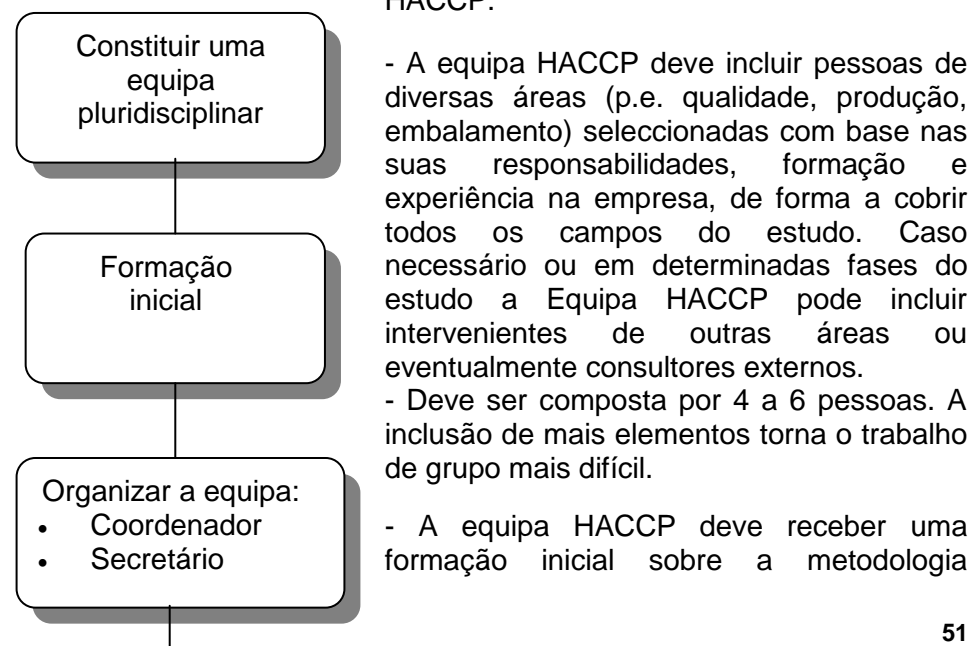 Constituir uma
equipa
pluridisciplinar
Formação
inicial
Organizar a equipa:
• Coordenador
• Secretário
HACCP.
- A equipa HACCP deve incluir pessoas de
diversas áreas (p.e. qualidade, produção,
embalamento) seleccionadas com base nas
suas responsabilidades, formação e
experiência na empresa, de forma a cobrir
todos os campos do estudo. Caso
necessário ou em determinadas fases do
estudo a Equipa HACCP pode incluir
intervenientes de outras áreas ou
eventualmente consultores externos.
- Deve ser composta por 4 a 6 pessoas. A
inclusão de mais elementos torna o trabalho
de grupo mais difícil.
- A equipa HACCP deve receber uma
formação inicial sobre a metodologia
51